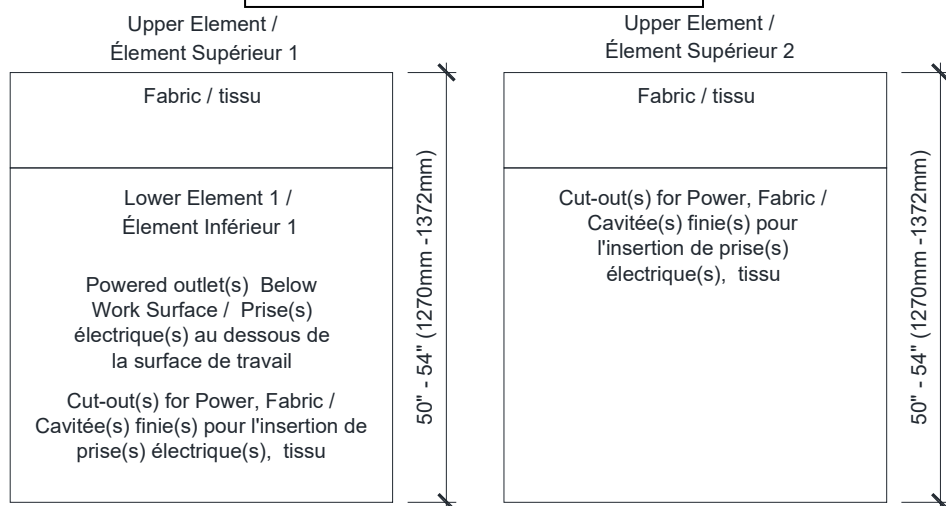 Upper Element /
Élement Supérieur 1
Fabric / tissu
Lower Element 1 /
Élement Inférieur 1
Powered outlet(s)  Below
Work Surface /  Prise(s)
électrique(s) au dessous de
la surface de travail
Cut-out(s) for Power, Fabric /
Cavitée(s) finie(s) pour l'insertion de
prise(s) électrique(s),  tissu
50" - 54" (1270mm -1372mm)
Upper Element /
Élement Supérieur 2
Fabric / tissu
Cut-out(s) for Power, Fabric /
Cavitée(s) finie(s) pour
l'insertion de prise(s)
électrique(s),  tissu
50" - 54" (1270mm -1372mm)